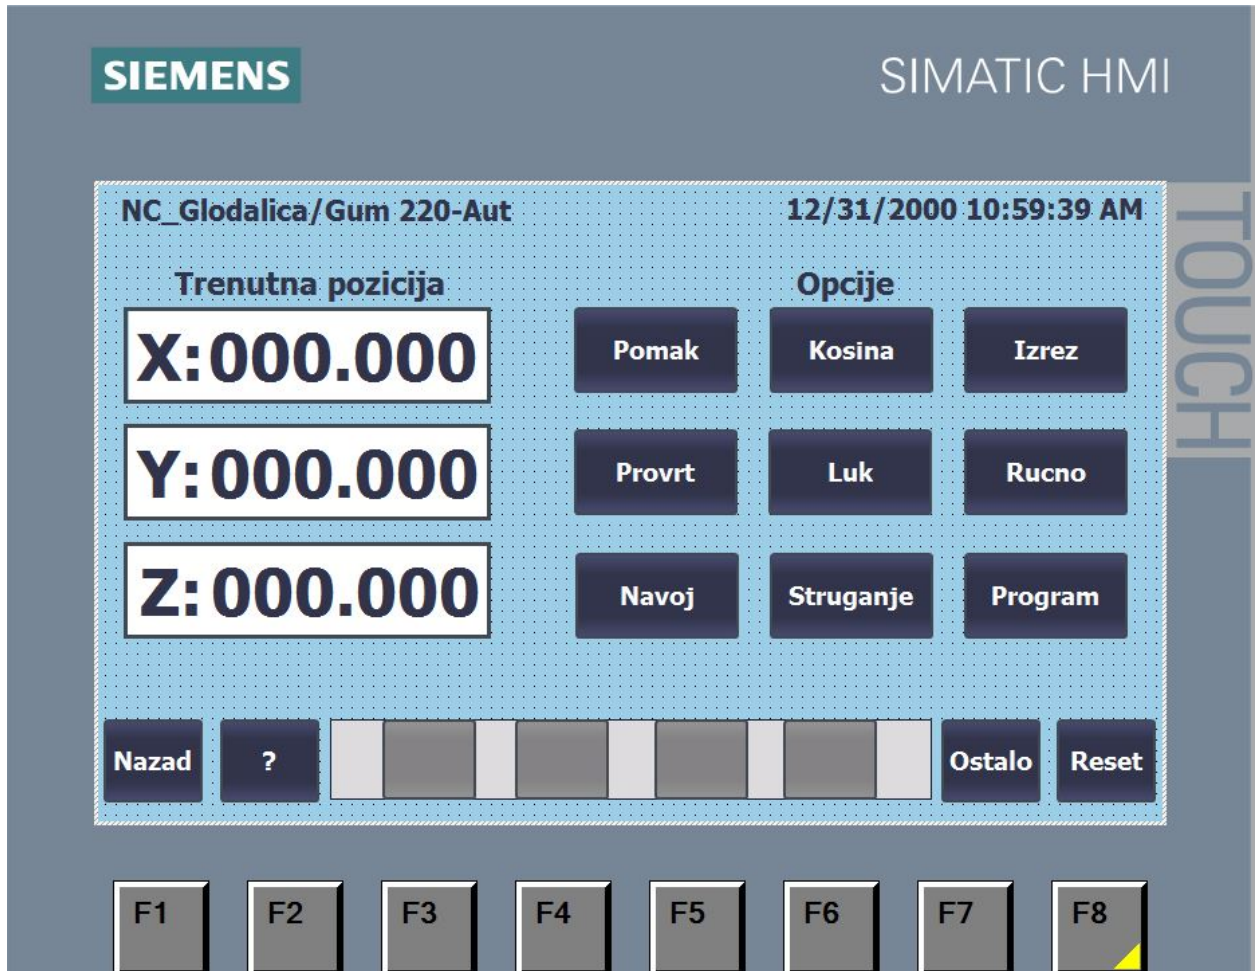 SIEMENS
SIMATIC HMI
TOUCH
NC_Glodalica/Gum 220-Aut
12/31/2000 10:59:39 AM
Trenutna pozicija
Opcije
X:000.000
Pomak
Kosina
Izrez
Y:000.000
Provrt
Luk
Rucno
Z:000.000
Navoj
Struganje
Program
Nazad
?
Ostalo
Reset
F1
F2
F3
F4
F5
F6
F7
F8